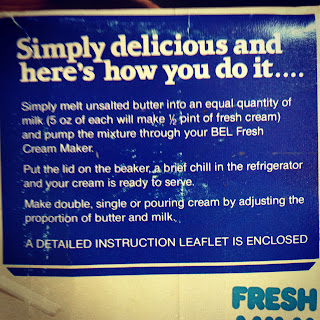 Simply delicious and
here's how you do it....
Simply melt unsalted butter into an equal quantity of
milk (5 oz of each will make ½ pint of fresh cream)
and pump the mixture through your BEL Fresh
Cream Maker.
Put the lid on the beaker, a brief chill in the refrigerator
and your cream is ready to serve.
Make double, single or pouring cream by adjusting the
proportion of butter and milk.
A DETAILED INSTRUCTION LEAFLET IS ENCLOSED
FRESH